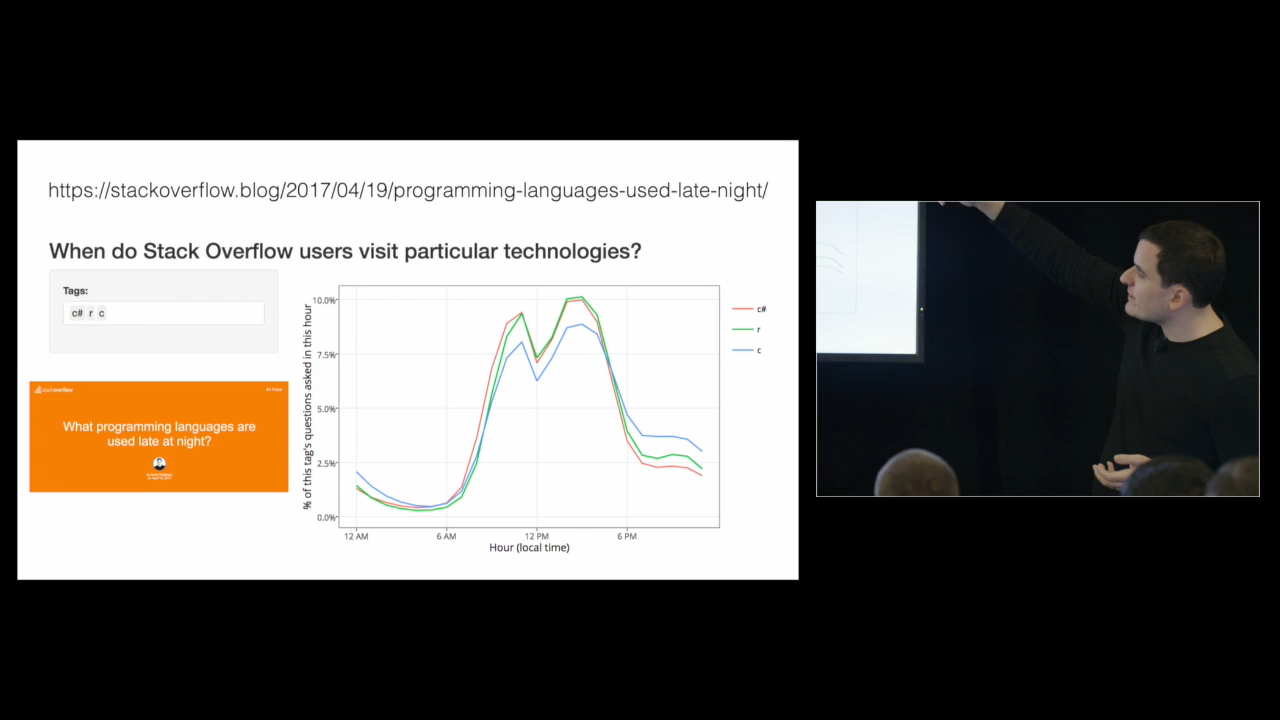 https://stackoverflow.blog/2017/04/19/programming-languages-used-late-night/
When do Stack Overflow users visit particular technologies?
Tags:
c# r c
stackoverflow
All Posts
What programming languages are
used late at night?
% of this tag's questions asked in this hour
10.0%
7.5%
5.0%
2.5%
0.0%
12 AM
6 AM
12 PM
6 PM
Hour (local time)
c#
r
c